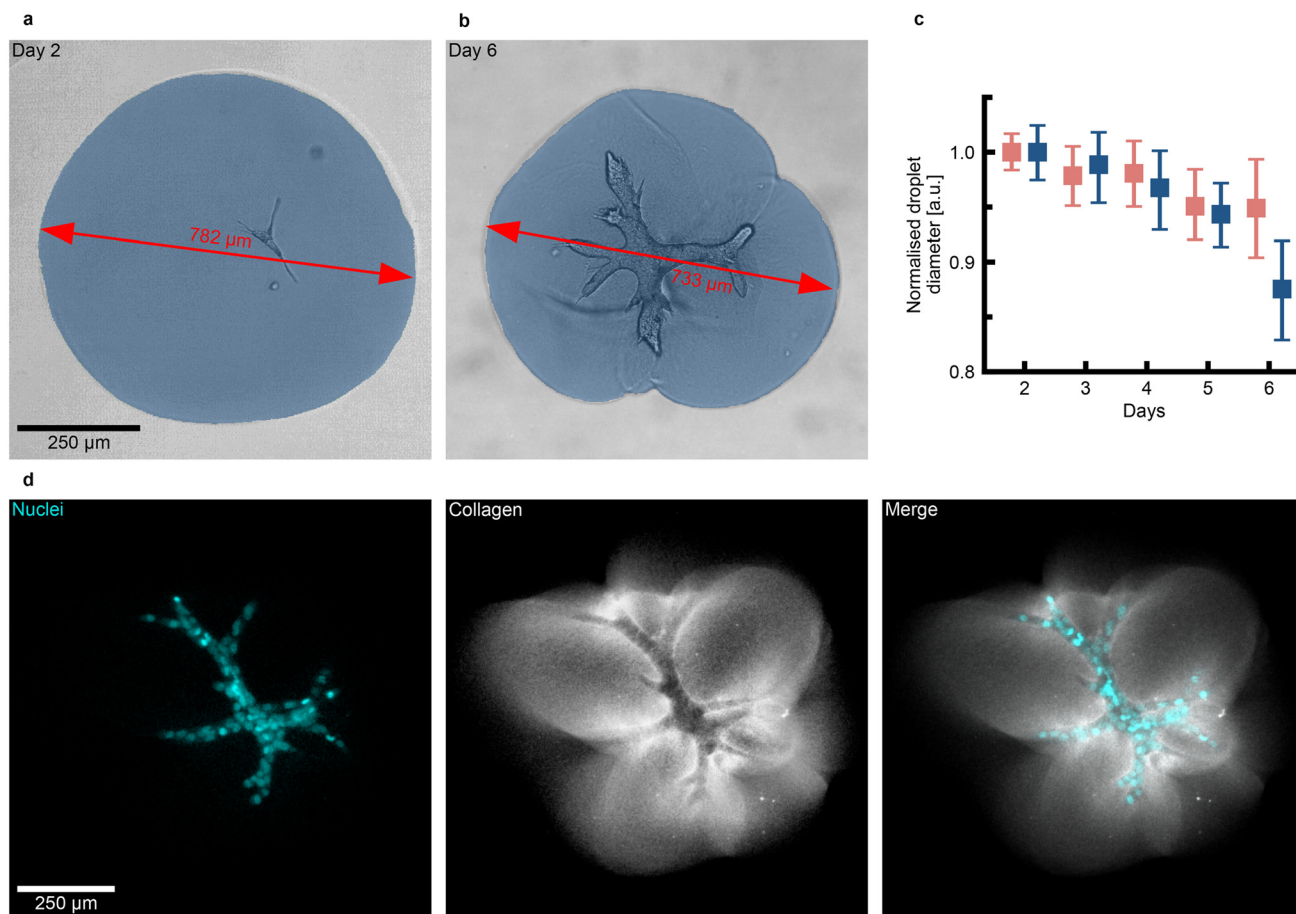 a
Day 2
782 µm
250 µm
b
Day 6
733 µm
c
Normalised droplet
diameter [a.u.]
1.0
0.9
0.8
2 3 4 5 6
Days
d
Nuclei
250 µm
Collagen
Merge